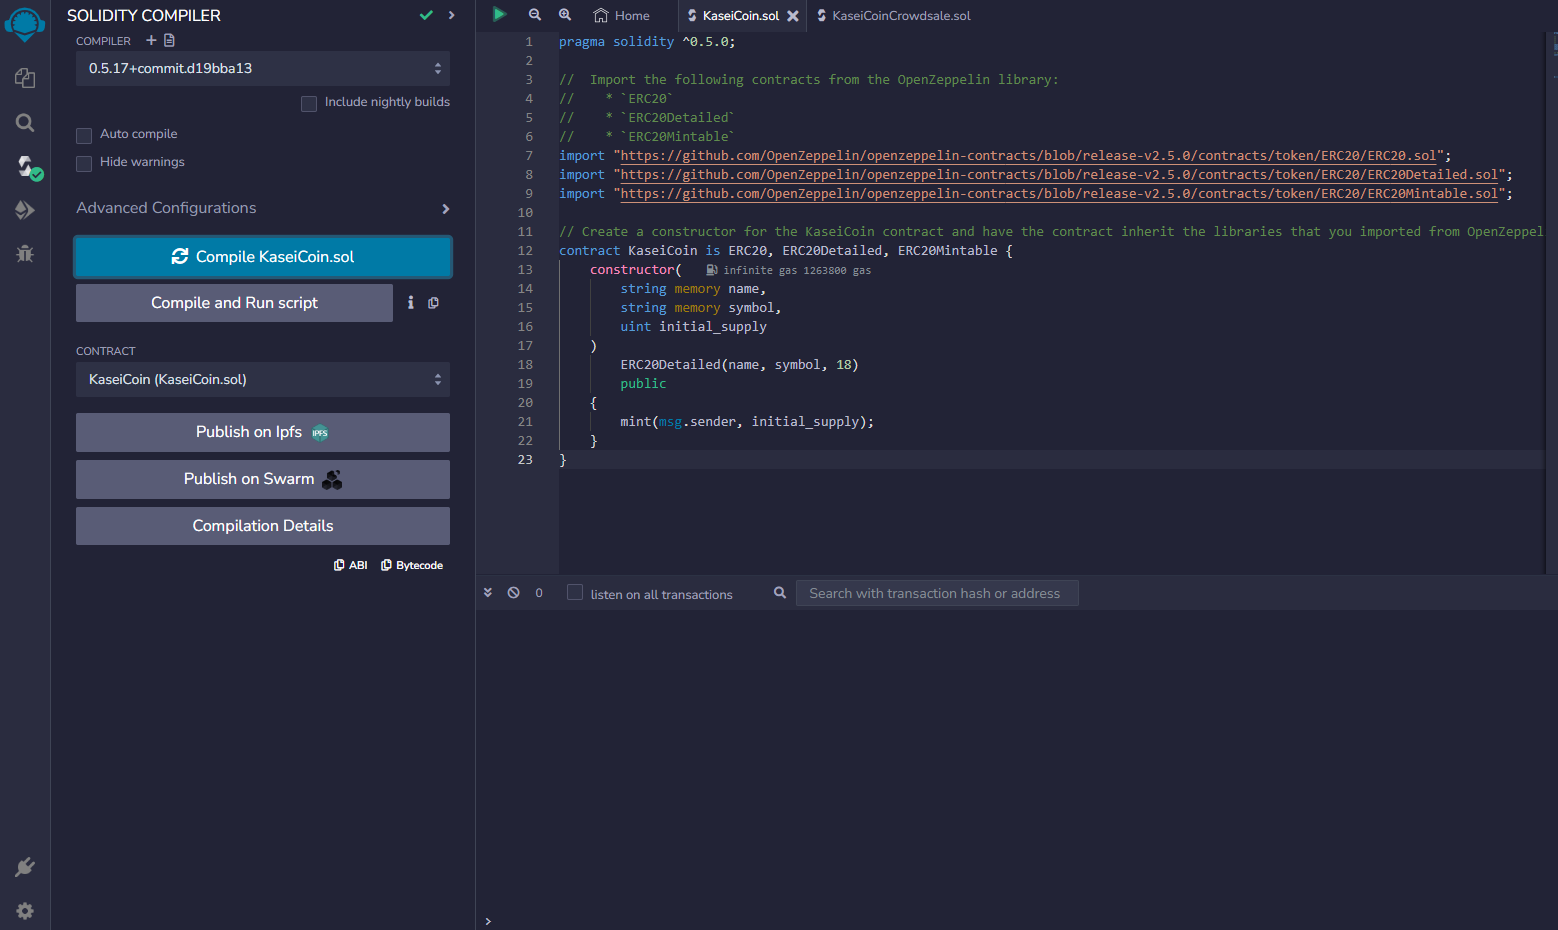 SOLIDITY COMPILER
COMPILER
0.5.17+commit.d19bba13
Include nightly builds
Auto compile
Hide warnings
Advanced Configurations
Compile KaseiCoin.sol
Compile and Run script
CONTRACT
KaseiCoin (KaseiCoin.sol)
Publish on Ipfs
IPFS
Publish on Swarm
Compilation Details
ABI
Bytecode
Home
KaseiCoin.sol
KaseiCoinCrowdsale.sol
1 pragma solidity ^0.5.0;
2
3 //  Import the following contracts from the OpenZeppelin library:
4 //    * `ERC20`
5 //    * `ERC20Detailed`
6 //    * `ERC20Mintable`
7 import "https://github.com/OpenZeppelin/openzeppelin-contracts/blob/release-v2.5.0/contracts/token/ERC20/ERC20.sol";
8 import "https://github.com/OpenZeppelin/openzeppelin-contracts/blob/release-v2.5.0/contracts/token/ERC20/ERC20Detailed.sol";
9 import "https://github.com/OpenZeppelin/openzeppelin-contracts/blob/release-v2.5.0/contracts/token/ERC20/ERC20Mintable.sol";
10
11 // Create a constructor for the KaseiCoin contract and have the contract inherit the libraries that you imported from OpenZeppel
12 contract KaseiCoin is ERC20, ERC20Detailed, ERC20Mintable {
13     constructor( infinite gas 1263800 gas
14         string memory name,
15         string memory symbol,
16         uint initial_supply
17     )
18         ERC20Detailed(name, symbol, 18)
19         public
20     {
21         mint(msg.sender, initial_supply);
22     }
23 }
0
listen on all transactions
Search with transaction hash or address
>